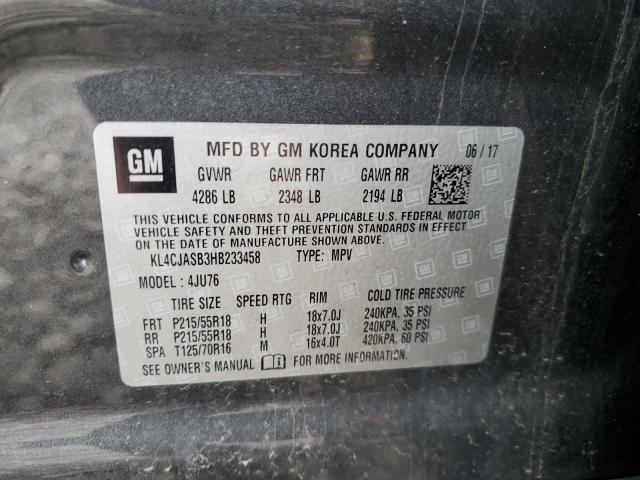 GM
MFD BY GM KOREA COMPANY 06/17
GVWR GAWR FRT GAWR RR
4286 LB 2348 LB 2194 LB
THIS VEHICLE CONFORMS TO ALL APPLICABLE U.S. FEDERAL MOTOR
VEHICLE SAFETY AND THEFT PREVENTION STANDARDS IN EFFECT
ON THE DATE OF MANUFACTURE SHOWN ABOVE.
KL4CJASB3HB233458 TYPE: MPV
MODEL : 4JU76
TIRE SIZE SPEED RTG RIM COLD TIRE PRESSURE
FRT P215/55R18 H 18x7.0J 240KPA, 35 PSI
RR P215/55R18 H 18x7.0J 240KPA, 35 PSI
SPA T125/70R16 M 16x4.0T 420KPA, 60 PSI
SEE OWNER'S MANUAL FOR MORE INFORMATION.